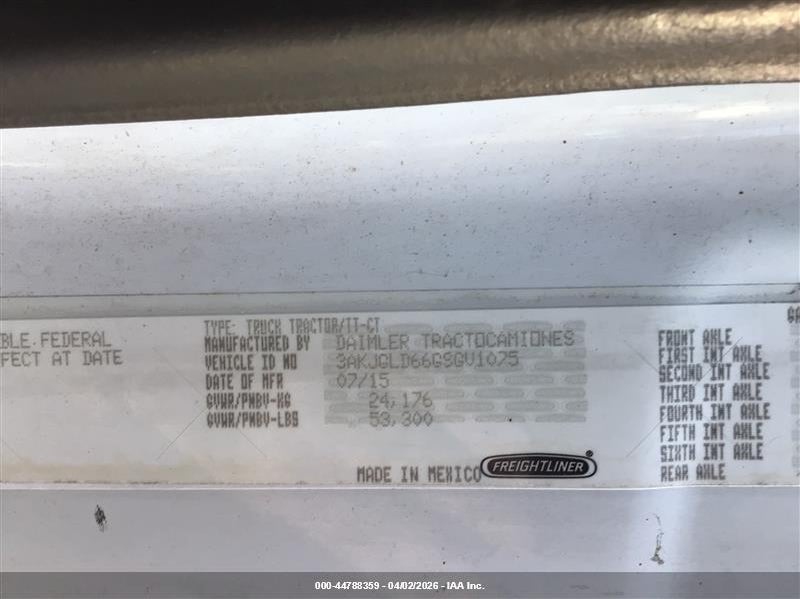 BLE FEDERAL
FFECT AT DATE
TYPE: TRUCK TRACTOR/TT-CT
MANUFACTURED BY DAIMLER TRACTOCAMIONES
VEHICLE ID NO 3AKJGLD66GSGV1075
DATE OF MFR 07/15
GVWR/PNBV-KG 24,176
GVWR/PNBV-LBS 53,300
MADE IN MEXICO FREIGHTLINER®
GA
FRONT AXLE
FIRST INT AXLE
SECOND INT AXLE
THIRD INT AXLE
FOURTH INT AXLE
FIFTH INT AXLE
SIXTH INT AXLE
REAR AXLE
000-44788359 - 04/02/2026 - IAA Inc.